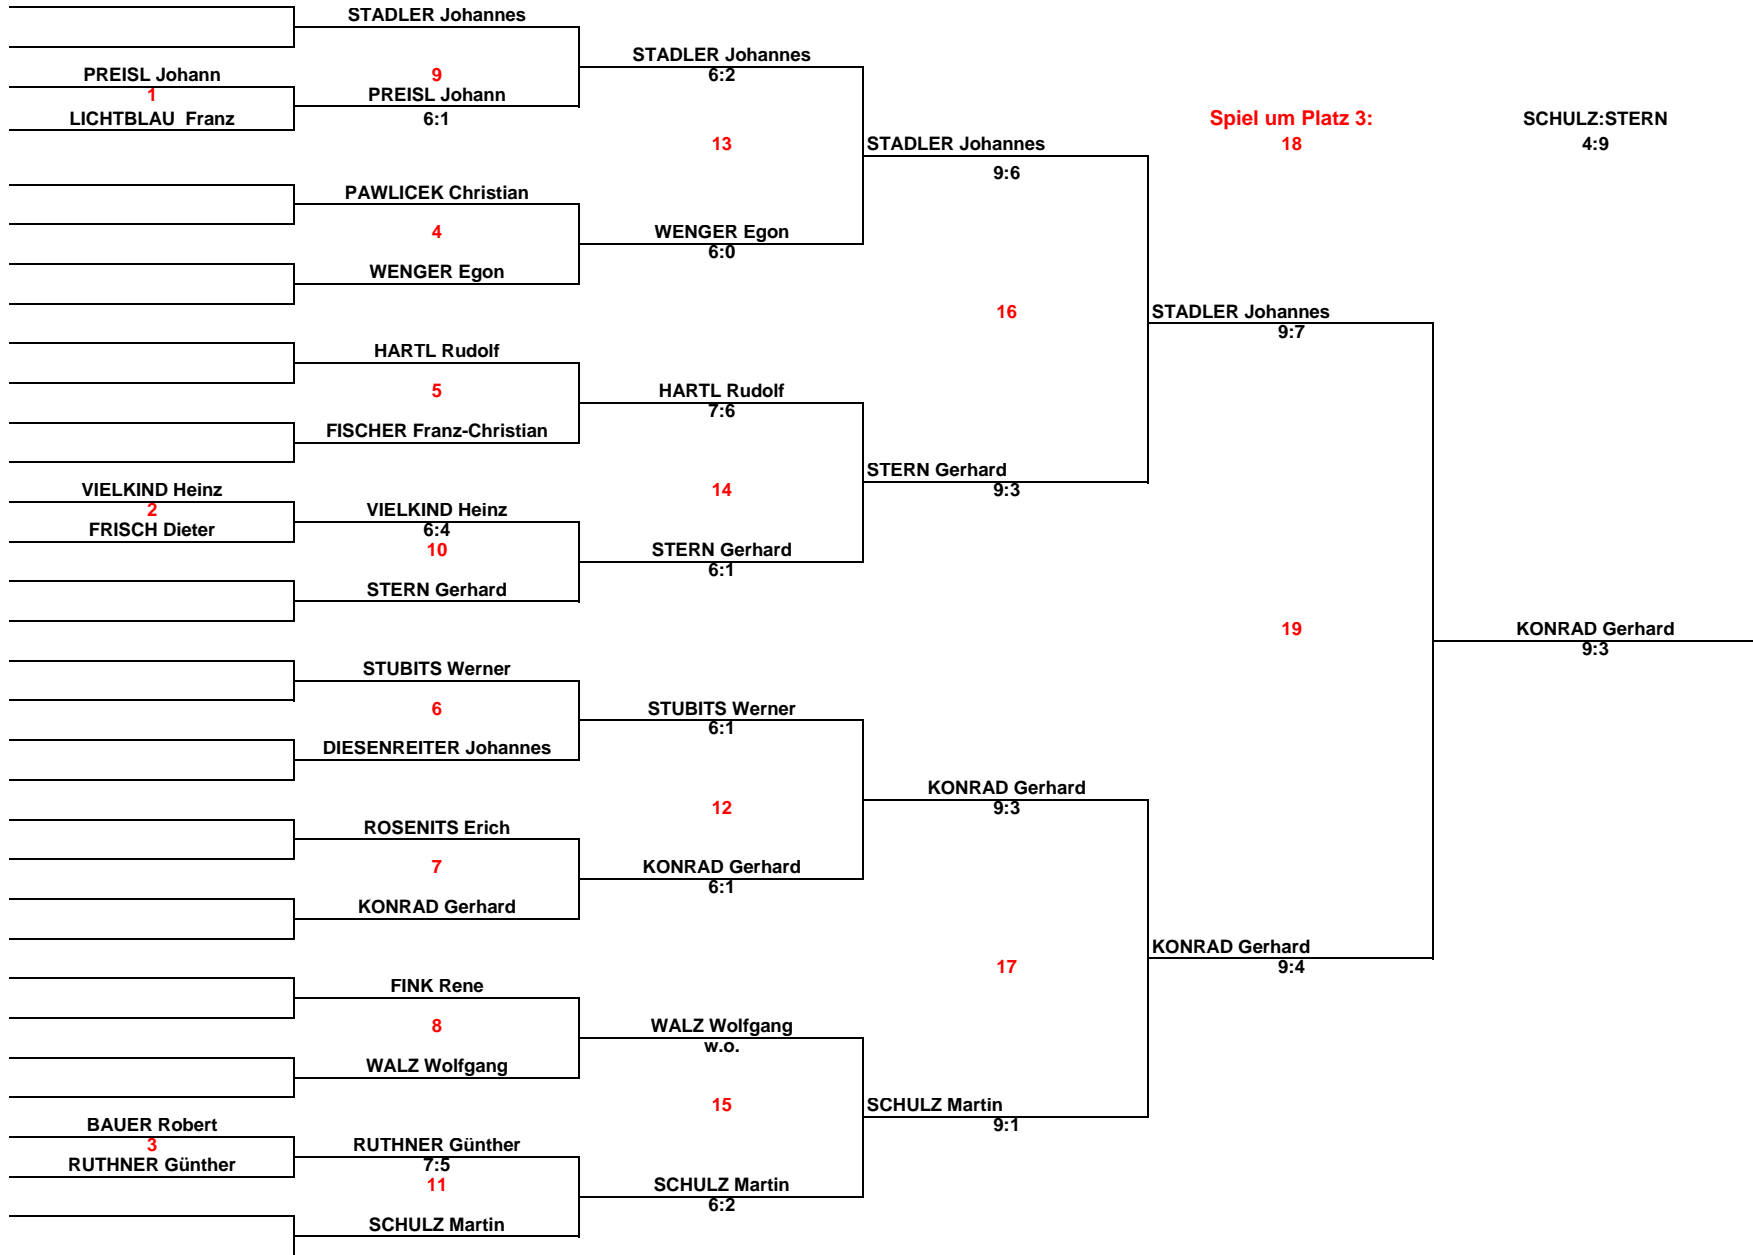 STADLER Johannes
PREISL Johann
1
LICHTBLAU  Franz
9
PREISL Johann
6:1
STADLER Johannes
6:2
13
STADLER Johannes
9:6
Spiel um Platz 3:
18
SCHULZ:STERN
4:9
PAWLICEK Christian
4
WENGER Egon
WENGER Egon
6:0
16
STADLER Johannes
9:7
HARTL Rudolf
5
FISCHER Franz-Christian
HARTL Rudolf
7:6
14
STERN Gerhard
9:3
VIELKIND Heinz
2
FRISCH Dieter
VIELKIND Heinz
6:4
10
STERN Gerhard
STERN Gerhard
6:1
19
KONRAD Gerhard
9:3
STUBITS Werner
6
DIESENREITER Johannes
STUBITS Werner
6:1
12
KONRAD Gerhard
9:3
ROSENITS Erich
7
KONRAD Gerhard
KONRAD Gerhard
6:1
17
KONRAD Gerhard
9:4
FINK Rene
8
WALZ Wolfgang
WALZ Wolfgang
w.o.
15
SCHULZ Martin
9:1
BAUER Robert
3
RUTHNER Günther
RUTHNER Günther
7:5
11
SCHULZ Martin
SCHULZ Martin
6:2